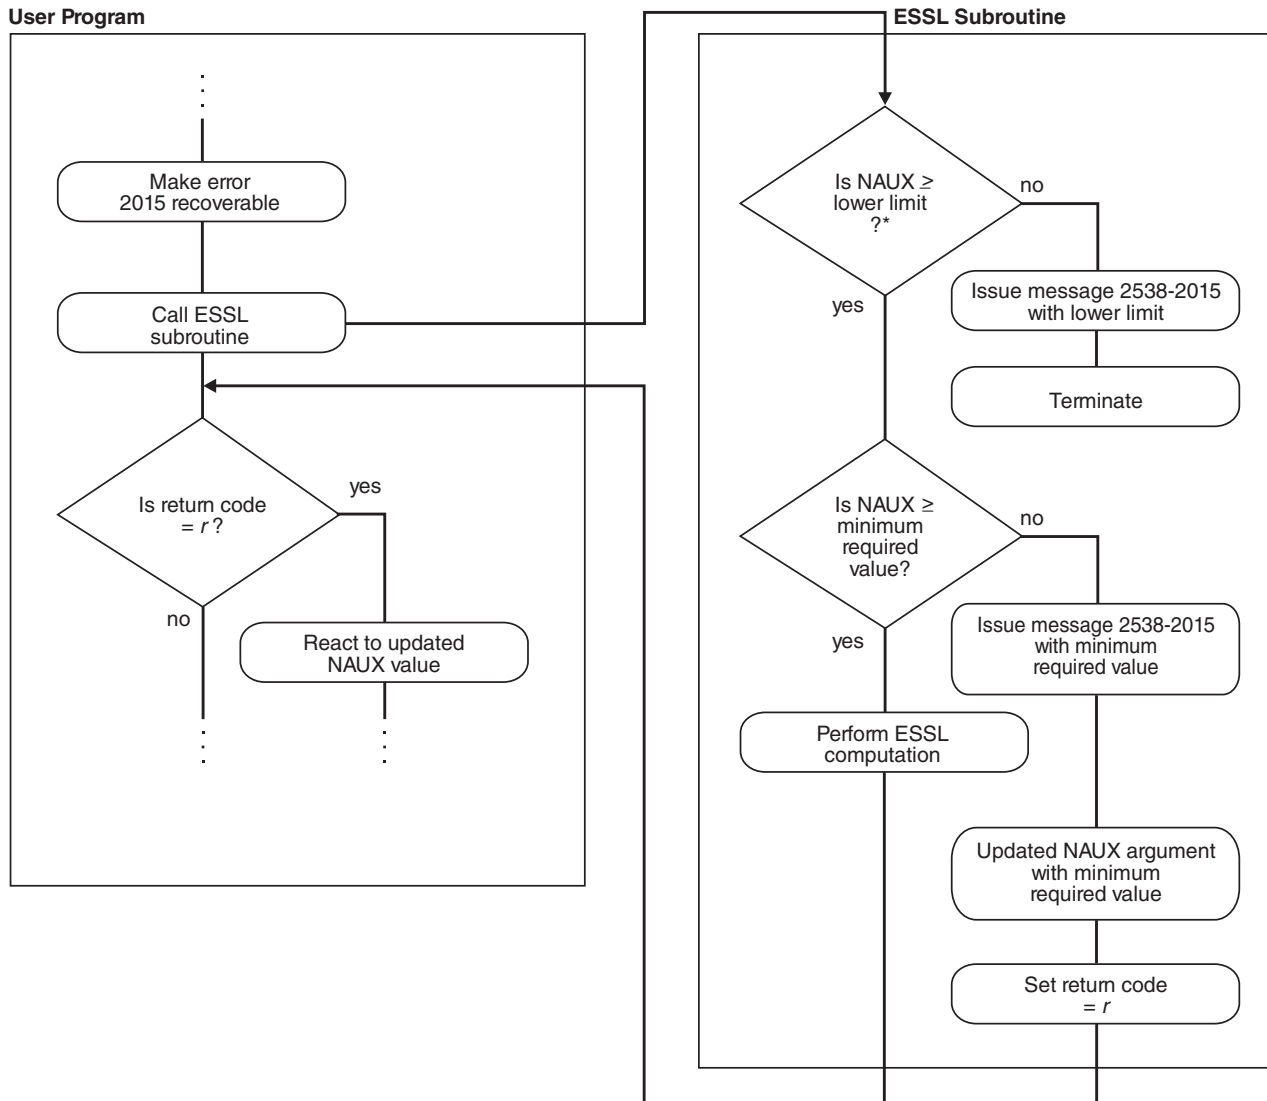 User Program
Make error
2015 recoverable
Call ESSL
subroutine
Is return code
= r ?
yes
no
React to updated
NAUX value
ESSL Subroutine
Is NAUX ≥
lower limit
?*
no
yes
Issue message 2538-2015
with lower limit
Terminate
Is NAUX ≥
minimum
required
value?
no
yes
Issue message 2538-2015
with minimum
required value
Perform ESSL
computation
Updated NAUX argument
with minimum
required value
Set return code
= r